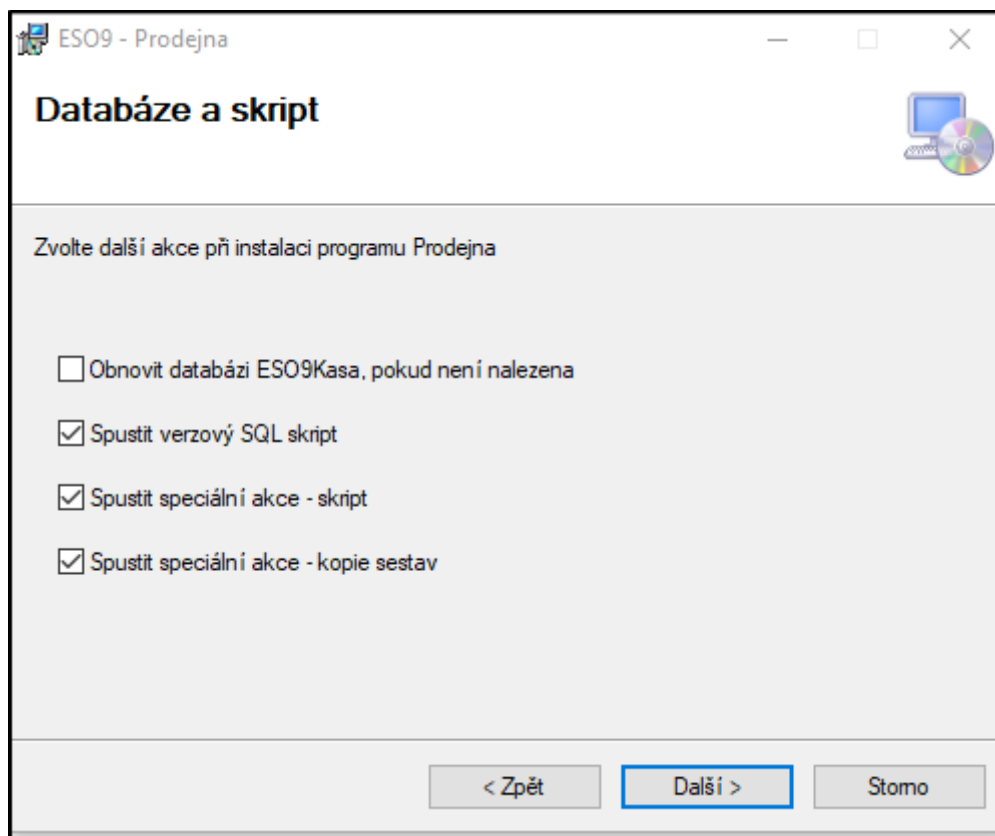 ESO9 - Prodejna
Databáze a skript
Zvolte další akce při instalaci programu Prodejna
Obnovit databázi ESO9Kasa, pokud není nalezena
Spustit verzový SQL skript
Spustit speciální akce - skript
Spustit speciální akce - kopie sestav
< Zpět
Další >
Storno